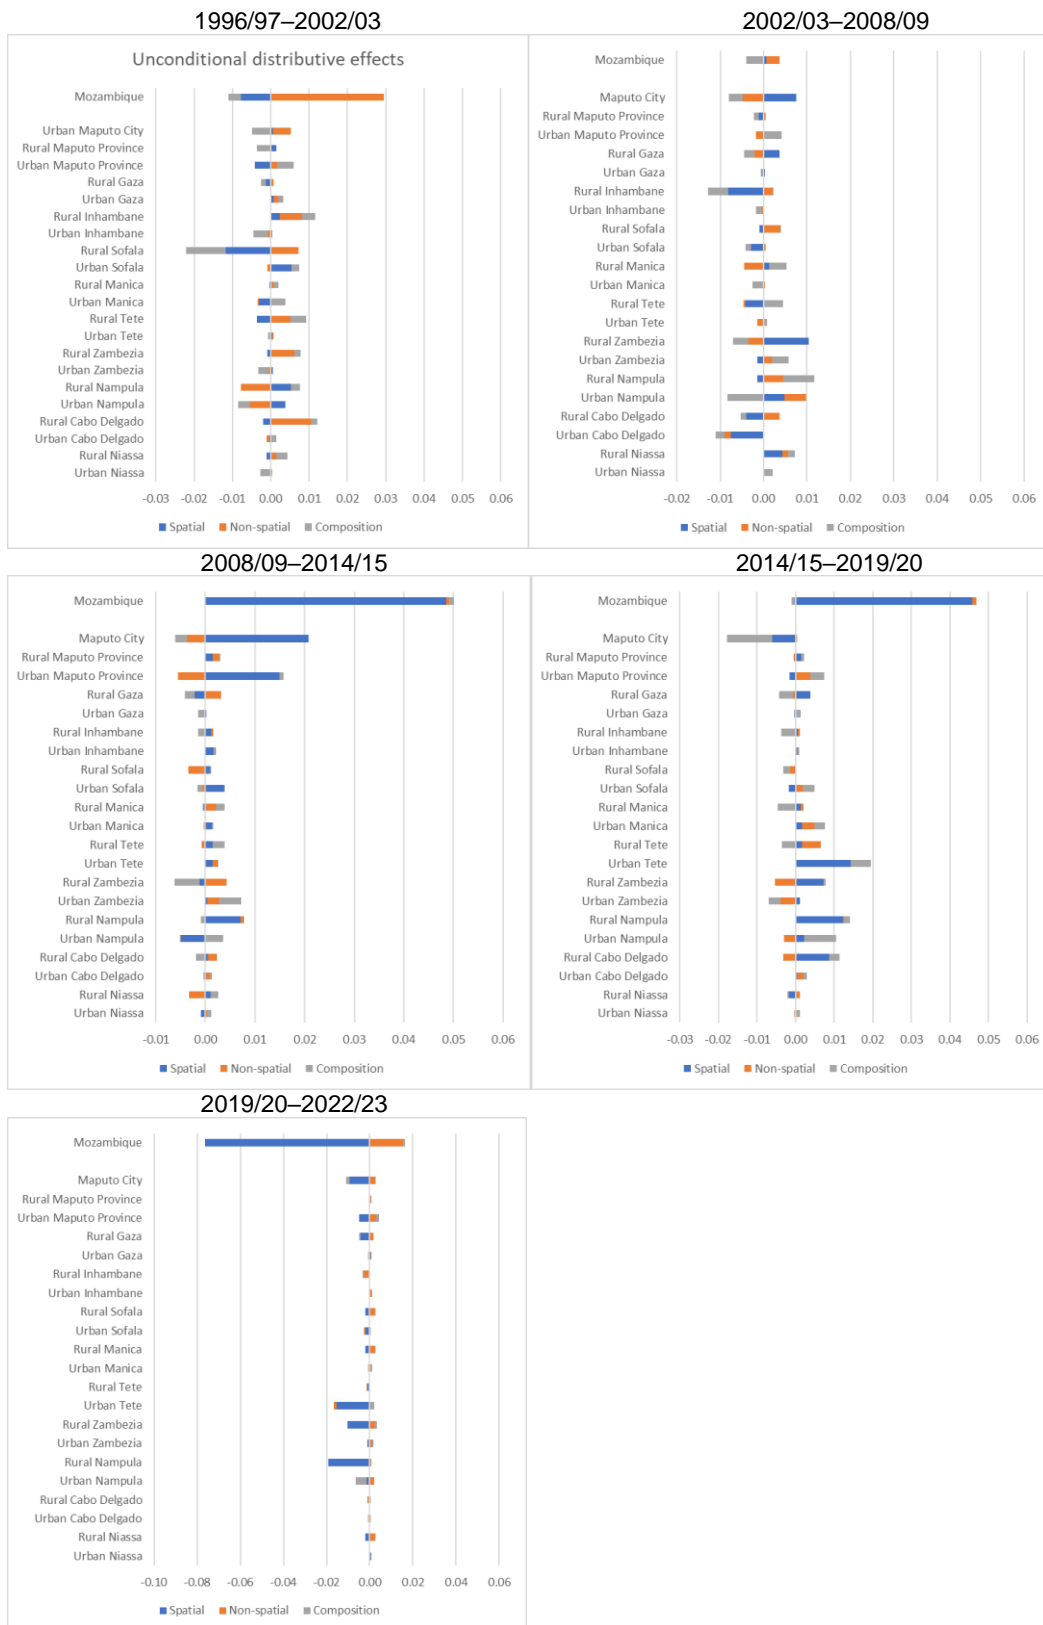 1996/97–2002/03
Unconditional distributive effects
Mozambique
Urban Maputo City
Rural Maputo Province
Urban Maputo Province
Rural Gaza
Urban Gaza
Rural Inhambane
Urban Inhambane
Rural Sofala
Urban Sofala
Rural Manica
Urban Manica
Rural Tete
Urban Tete
Rural Zambezia
Urban Zambezia
Rural Nampula
Urban Nampula
Rural Cabo Delgado
Urban Cabo Delgado
Rural Niassa
Urban Niassa
-0.03 -0.02 -0.01 0.00 0.01 0.02 0.03 0.04 0.05 0.06
Spatial Non-spatial Composition
2002/03–2008/09
Mozambique
Maputo City
Rural Maputo Province
Urban Maputo Province
Rural Gaza
Urban Gaza
Rural Inhambane
Urban Inhambane
Rural Sofala
Urban Sofala
Rural Manica
Urban Manica
Rural Tete
Urban Tete
Rural Zambezia
Urban Zambezia
Rural Nampula
Urban Nampula
Rural Cabo Delgado
Urban Cabo Delgado
Rural Niassa
Urban Niassa
-0.02 -0.01 0.00 0.01 0.02 0.03 0.04 0.05 0.06
Spatial Non-spatial Composition
2008/09–2014/15
Mozambique
Maputo City
Rural Maputo Province
Urban Maputo Province
Rural Gaza
Urban Gaza
Rural Inhambane
Urban Inhambane
Rural Sofala
Urban Sofala
Rural Manica
Urban Manica
Rural Tete
Urban Tete
Rural Zambezia
Urban Zambezia
Rural Nampula
Urban Nampula
Rural Cabo Delgado
Urban Cabo Delgado
Rural Niassa
Urban Niassa
-0.01 0.00 0.01 0.02 0.03 0.04 0.05 0.06
Spatial Non-spatial Composition
2014/15–2019/20
Mozambique
Maputo City
Rural Maputo Province
Urban Maputo Province
Rural Gaza
Urban Gaza
Rural Inhambane
Urban Inhambane
Rural Sofala
Urban Sofala
Rural Manica
Urban Manica
Rural Tete
Urban Tete
Rural Zambezia
Urban Zambezia
Rural Nampula
Urban Nampula
Rural Cabo Delgado
Urban Cabo Delgado
Rural Niassa
Urban Niassa
-0.03 -0.02 -0.01 0.00 0.01 0.02 0.03 0.04 0.05 0.06
Spatial Non-spatial Composition
2019/20–2022/23
Mozambique
Maputo City
Rural Maputo Province
Urban Maputo Province
Rural Gaza
Urban Gaza
Rural Inhambane
Urban Inhambane
Rural Sofala
Urban Sofala
Rural Manica
Urban Manica
Rural Tete
Urban Tete
Rural Zambezia
Urban Zambezia
Rural Nampula
Urban Nampula
Rural Cabo Delgado
Urban Cabo Delgado
Rural Niassa
Urban Niassa
-0.10 -0.08 -0.06 -0.04 -0.02 0.00 0.02 0.04 0.06
Spatial Non-spatial Composition